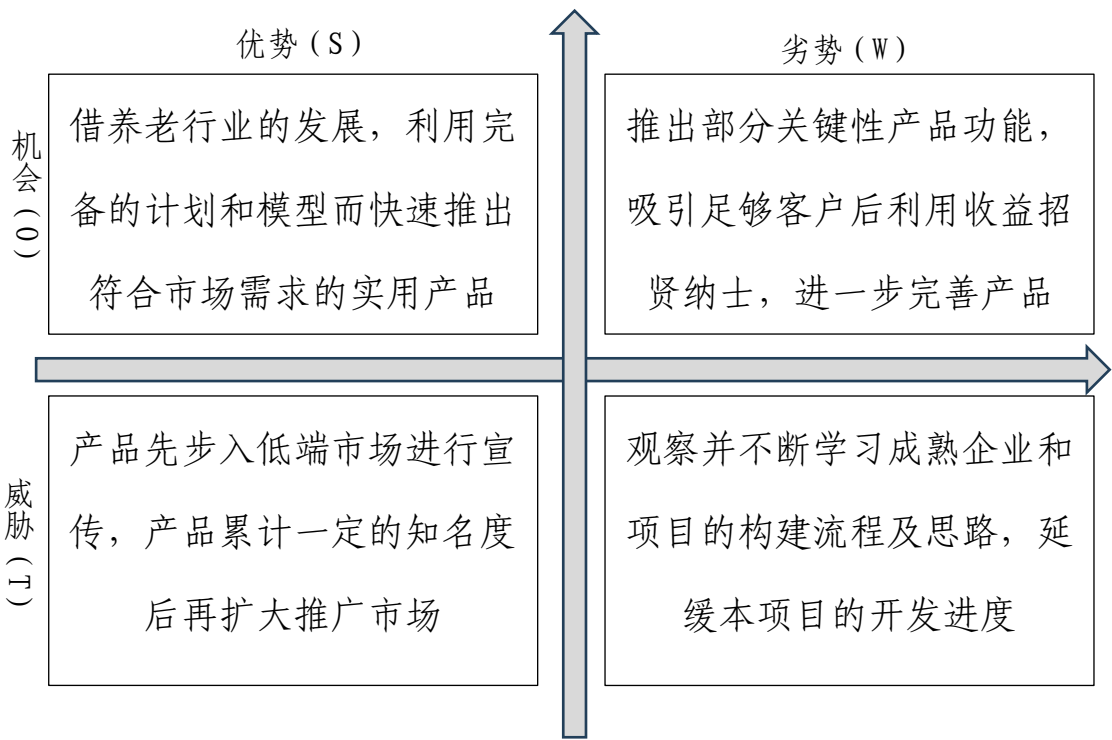 优势(S)
劣势(W)
机会(O)
借养老行业的发展，利用完
备的计划和模型而快速推出
符合市场需求的实用产品
推出部分关键性产品功能，
吸引足够客户后利用收益招
贤纳士，进一步完善产品
威胁(T)
产品先步入低端市场进行宣
传，产品累计一定的知名度
后再扩大推广市场
观察并不断学习成熟企业和
项目的构建流程及思路，延
缓本项目的开发进度